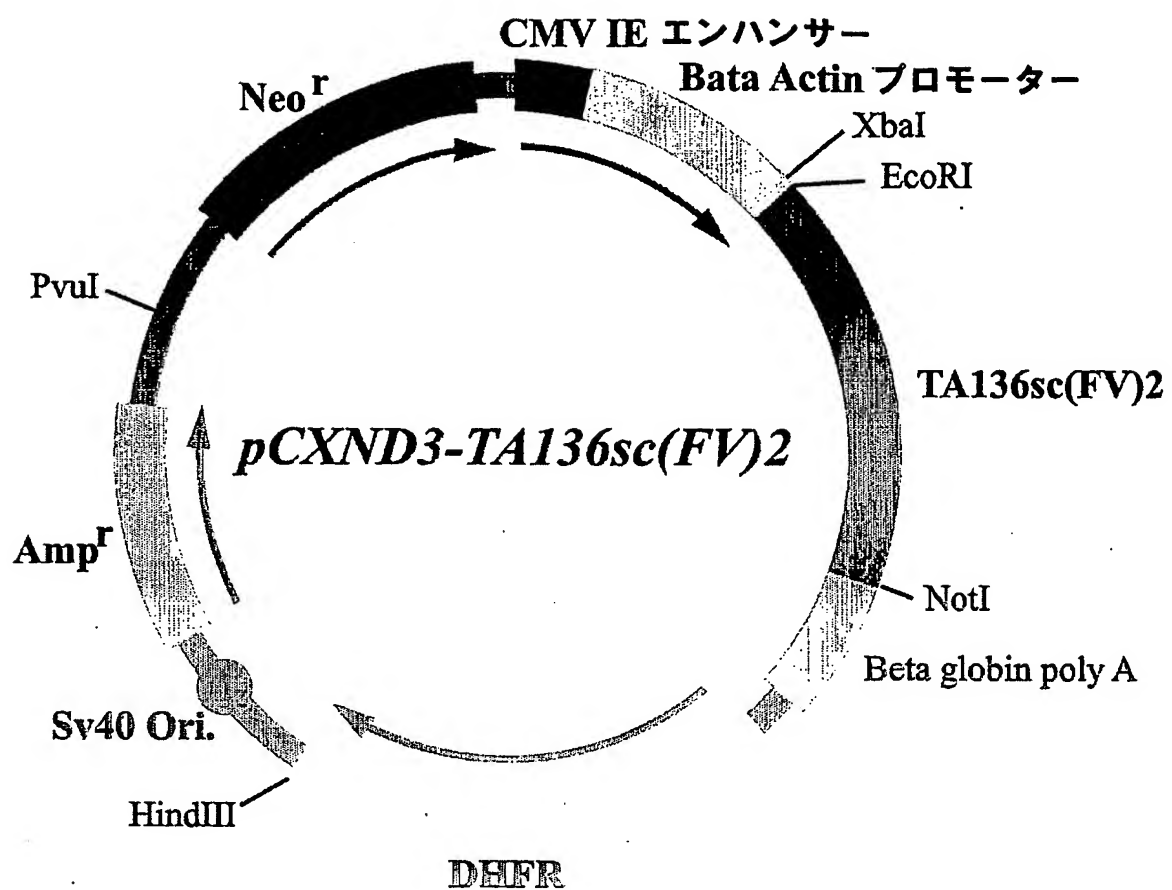 CMV IE エンハンサー
Bata Actin プロモーター
Neo r
XbaI
EcoRI
PvuI
TA136sc(FV)2
pCXND3-TA136sc(FV)2
Amp r
NotI
Beta globin poly A
Sv40 Ori.
HindIII
DHFR